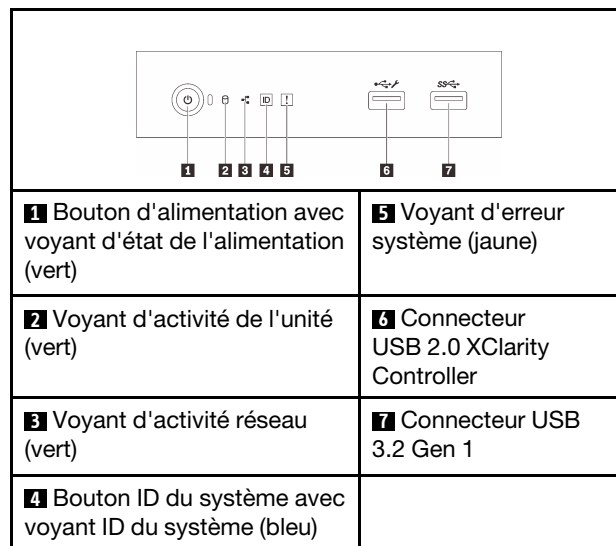 ID
!
SS
1 2 3 4 5 6 7
1 Bouton d'alimentation avec
voyant d'état de l'alimentation
(vert)
5 Voyant d'erreur
système (jaune)
2 Voyant d'activité de l'unité
(vert)
6 Connecteur
USB 2.0 XClarity
Controller
3 Voyant d'activité réseau
(vert)
7 Connecteur USB
3.2 Gen 1
4 Bouton ID du système avec
voyant ID du système (bleu)